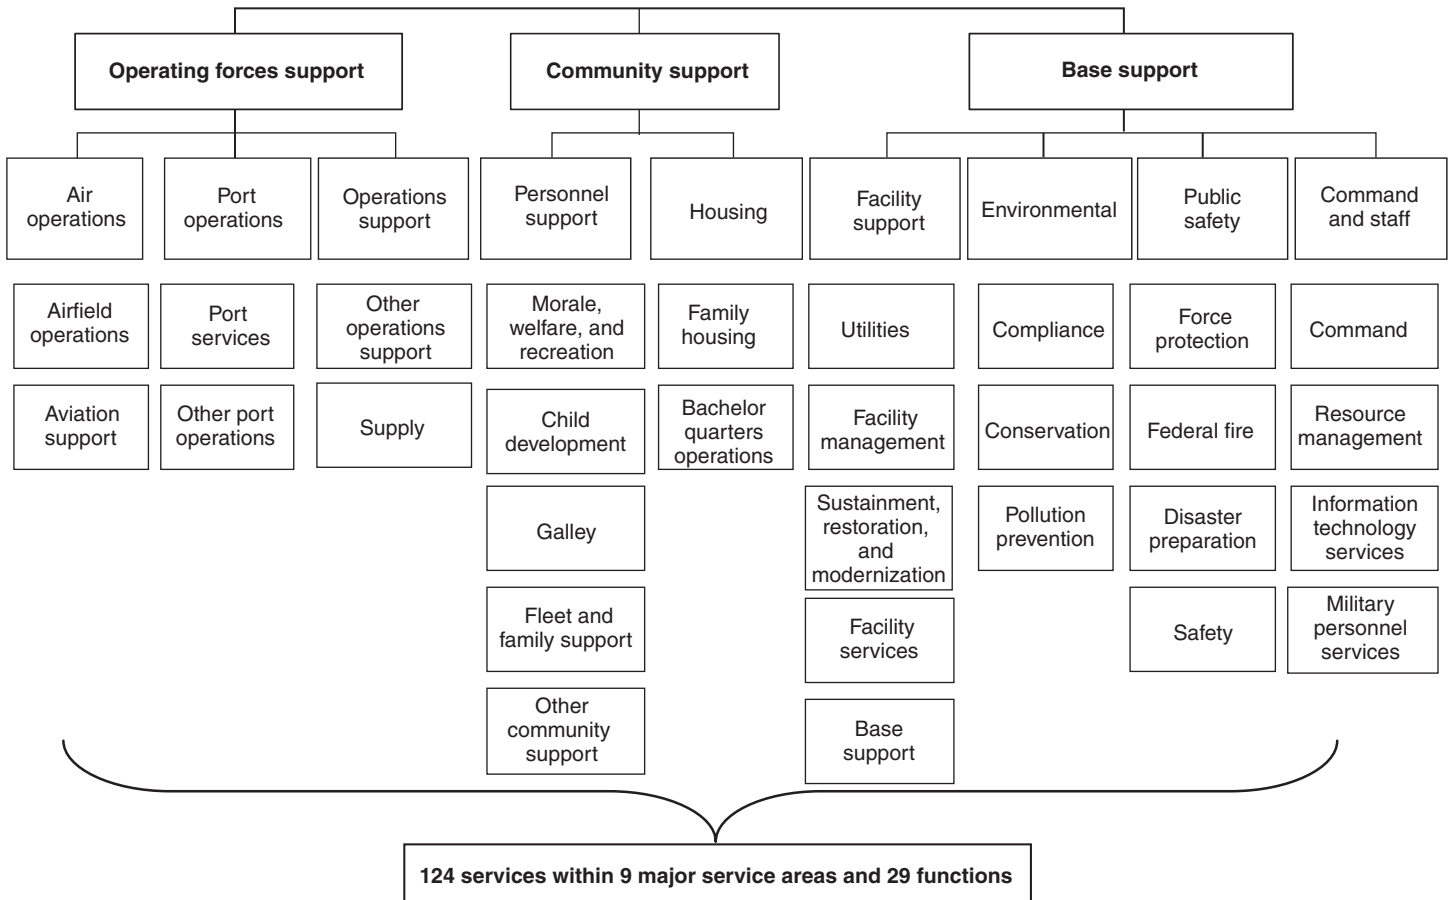 Operating forces support
Community support
Base support
Air
operations
Port
operations
Operations
support
Personnel
support
Housing
Facility
support
Environmental
Public
safety
Command
and staff
Airfield
operations
Port
services
Other
operations
support
Morale,
welfare, and
recreation
Family
housing
Utilities
Compliance
Force
protection
Command
Aviation
support
Other port
operations
Supply
Child
development
Bachelor
quarters
operations
Facility
management
Conservation
Federal fire
Resource
management
Galley
Sustainment,
restoration,
and
modernization
Pollution
prevention
Disaster
preparation
Information
technology
services
Fleet and
family support
Facility
services
Safety
Military
personnel
services
Other
community
support
Base
support
124 services within 9 major service areas and 29 functions